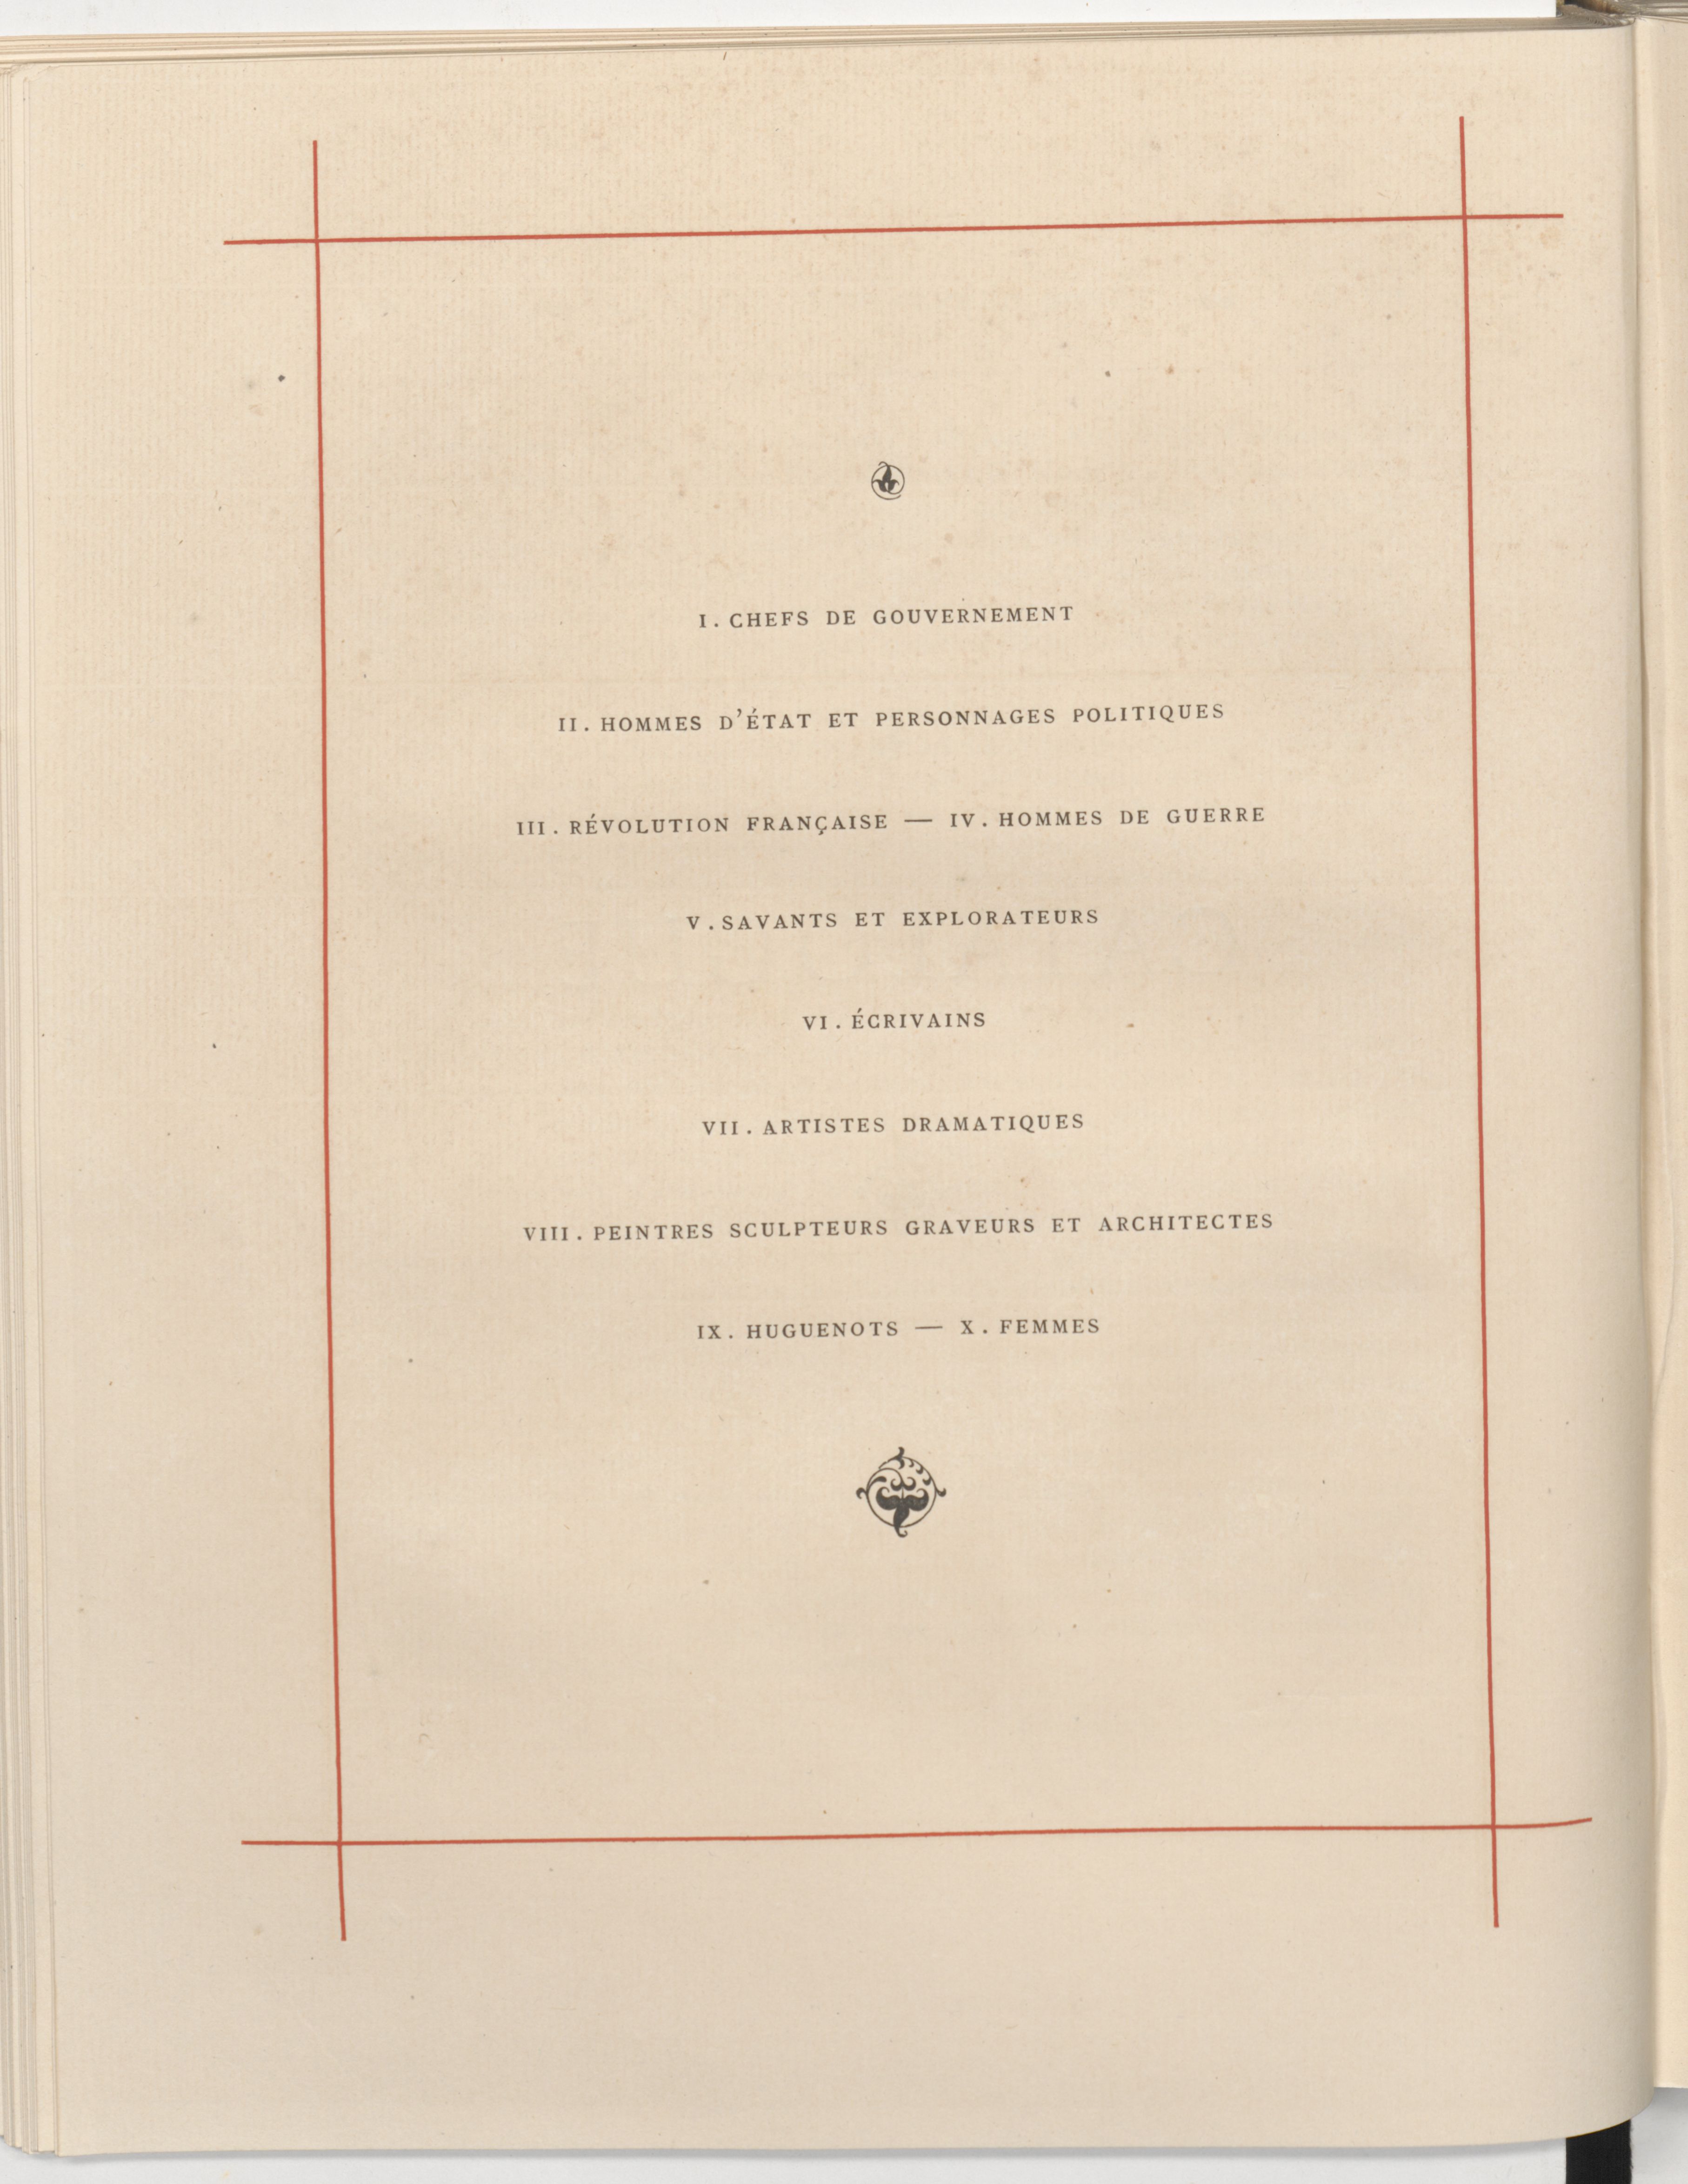 I. CHEFS DE GOUVERNEMENT
II. HOMMES D'ÉTAT ET PERSONNAGES POLITIQUES
III. RÉVOLUTION FRANÇAISE — IV. HOMMES DE GUERRE
V. SAVANTS ET EXPLORATEURS
VI. ÉCRIVAINS
VII. ARTISTES DRAMATIQUES
VIII. PEINTRES SCULPTEURS GRAVEURS ET ARCHITECTES
IX. HUGUENOTS — X. FEMMES